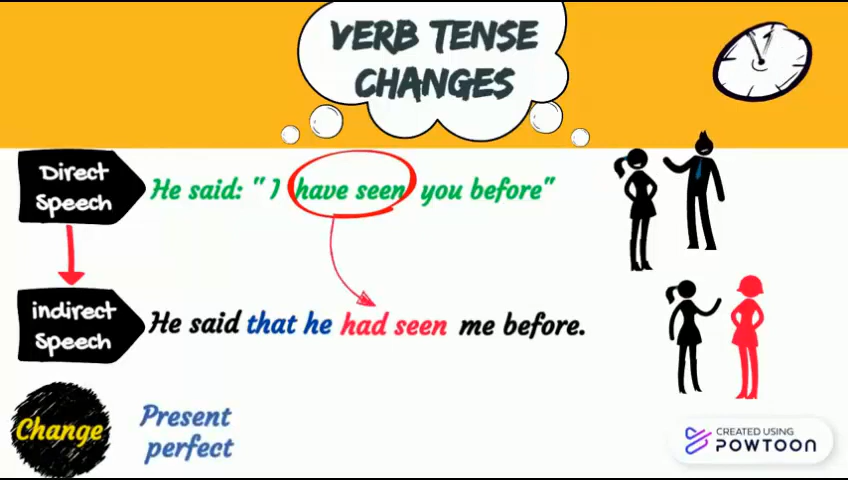 VERB TENSE
CHANGES
Direct
Speech
He said: "I have seen you before"
indirect
Speech
He said that he had seen me before.
Change
Present
perfect
CREATED USING
POWTOON